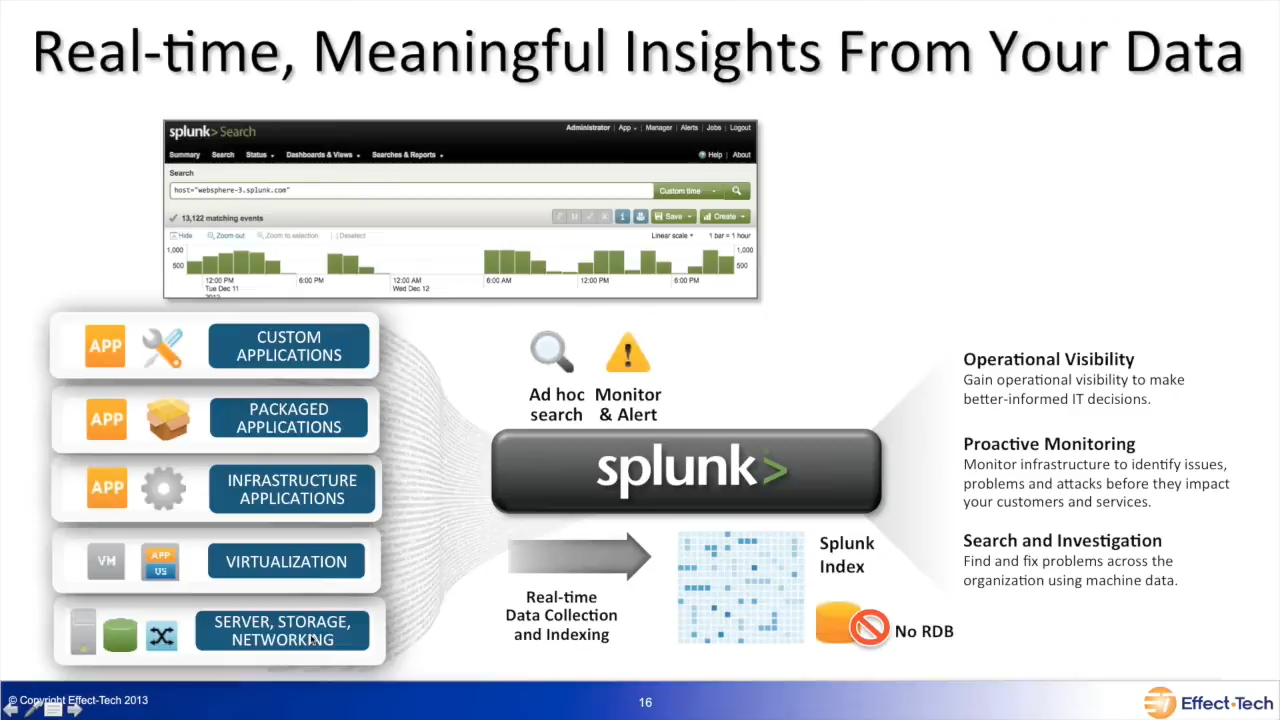 Real-time, Meaningful Insights From Your Data
splunk> Search
Administrator | App | Manager | Alerts | Jobs | Logout
Summary Search Status Dashboards & Views Searches & Reports
Help | About
Search
host="websphere-3.splunk.com"
Custom time
13,122 matching events
Save
Create
Hide Zoom out Zoom to selection Deselect
Linear scale 1 bar = 1 hour
1,000
500
1,000
500
12:00 PM 6:00 PM 12:00 AM 6:00 AM 12:00 PM 6:00 PM
Tue Dec 11 Wed Dec 12
2012
APP
CUSTOM
APPLICATIONS
APP
PACKAGED
APPLICATIONS
APP
INFRASTRUCTURE
APPLICATIONS
VM
APP
US
VIRTUALIZATION
SERVER, STORAGE,
NETWORKING
Ad hoc
search
Monitor
& Alert
splunk>
Real-time
Data Collection
and Indexing
Splunk
Index
No RDB
Operational Visibility
Gain operational visibility to make
better-informed IT decisions.
Proactive Monitoring
Monitor infrastructure to identify issues,
problems and attacks before they impact
your customers and services.
Search and Investigation
Find and fix problems across the
organization using machine data.
© Copyright Effect-Tech 2013
16
Effect·Tech